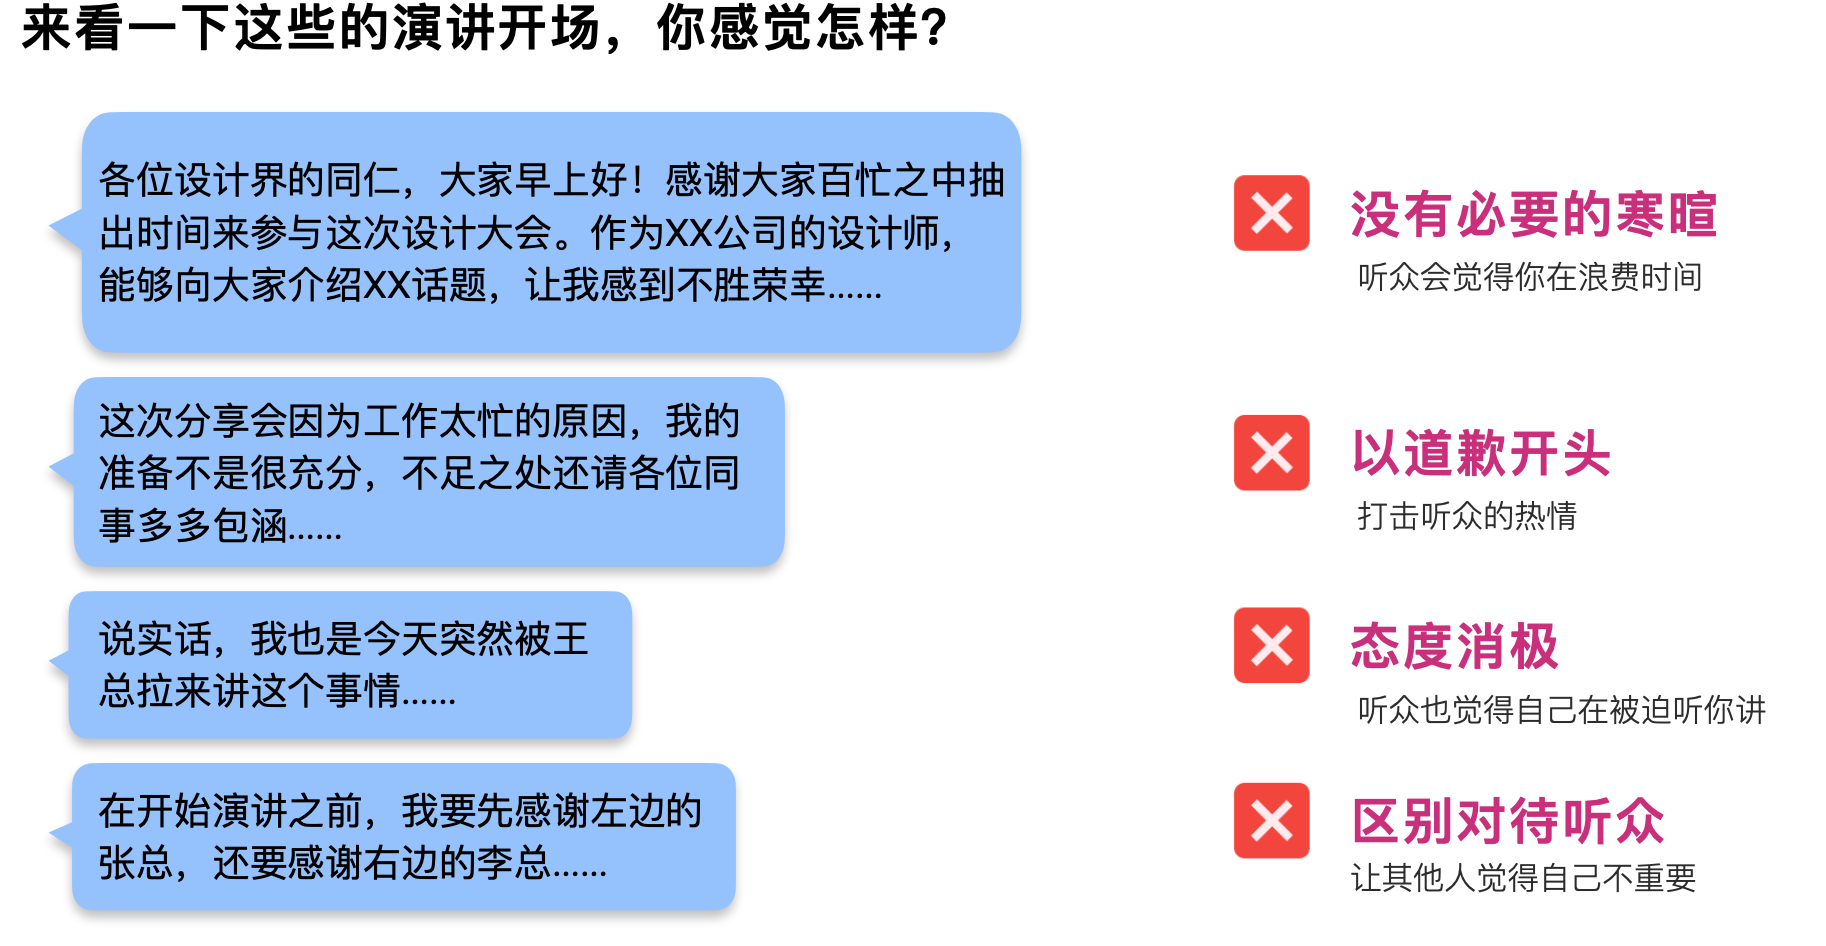 来看一下这些的演讲开场，你感觉怎样?
各位设计界的同仁，大家早上好！感谢大家百忙之中抽
出时间来参与这次设计大会。作为XX公司的设计师，
能够向大家介绍XX话题，让我感到不胜荣幸……
没有必要的寒暄
听众会觉得你在浪费时间
这次分享会因为工作太忙的原因，我的
准备不是很充分，不足之处还请各位同
事多多包涵……
以道歉开头
打击听众的热情
说实话，我也是今天突然被王
总拉来讲这个事情……
态度消极
听众也觉得自己在被迫听你讲
在开始演讲之前，我要先感谢左边的
张总，还要感谢右边的李总……
区别对待听众
让其他人觉得自己不重要